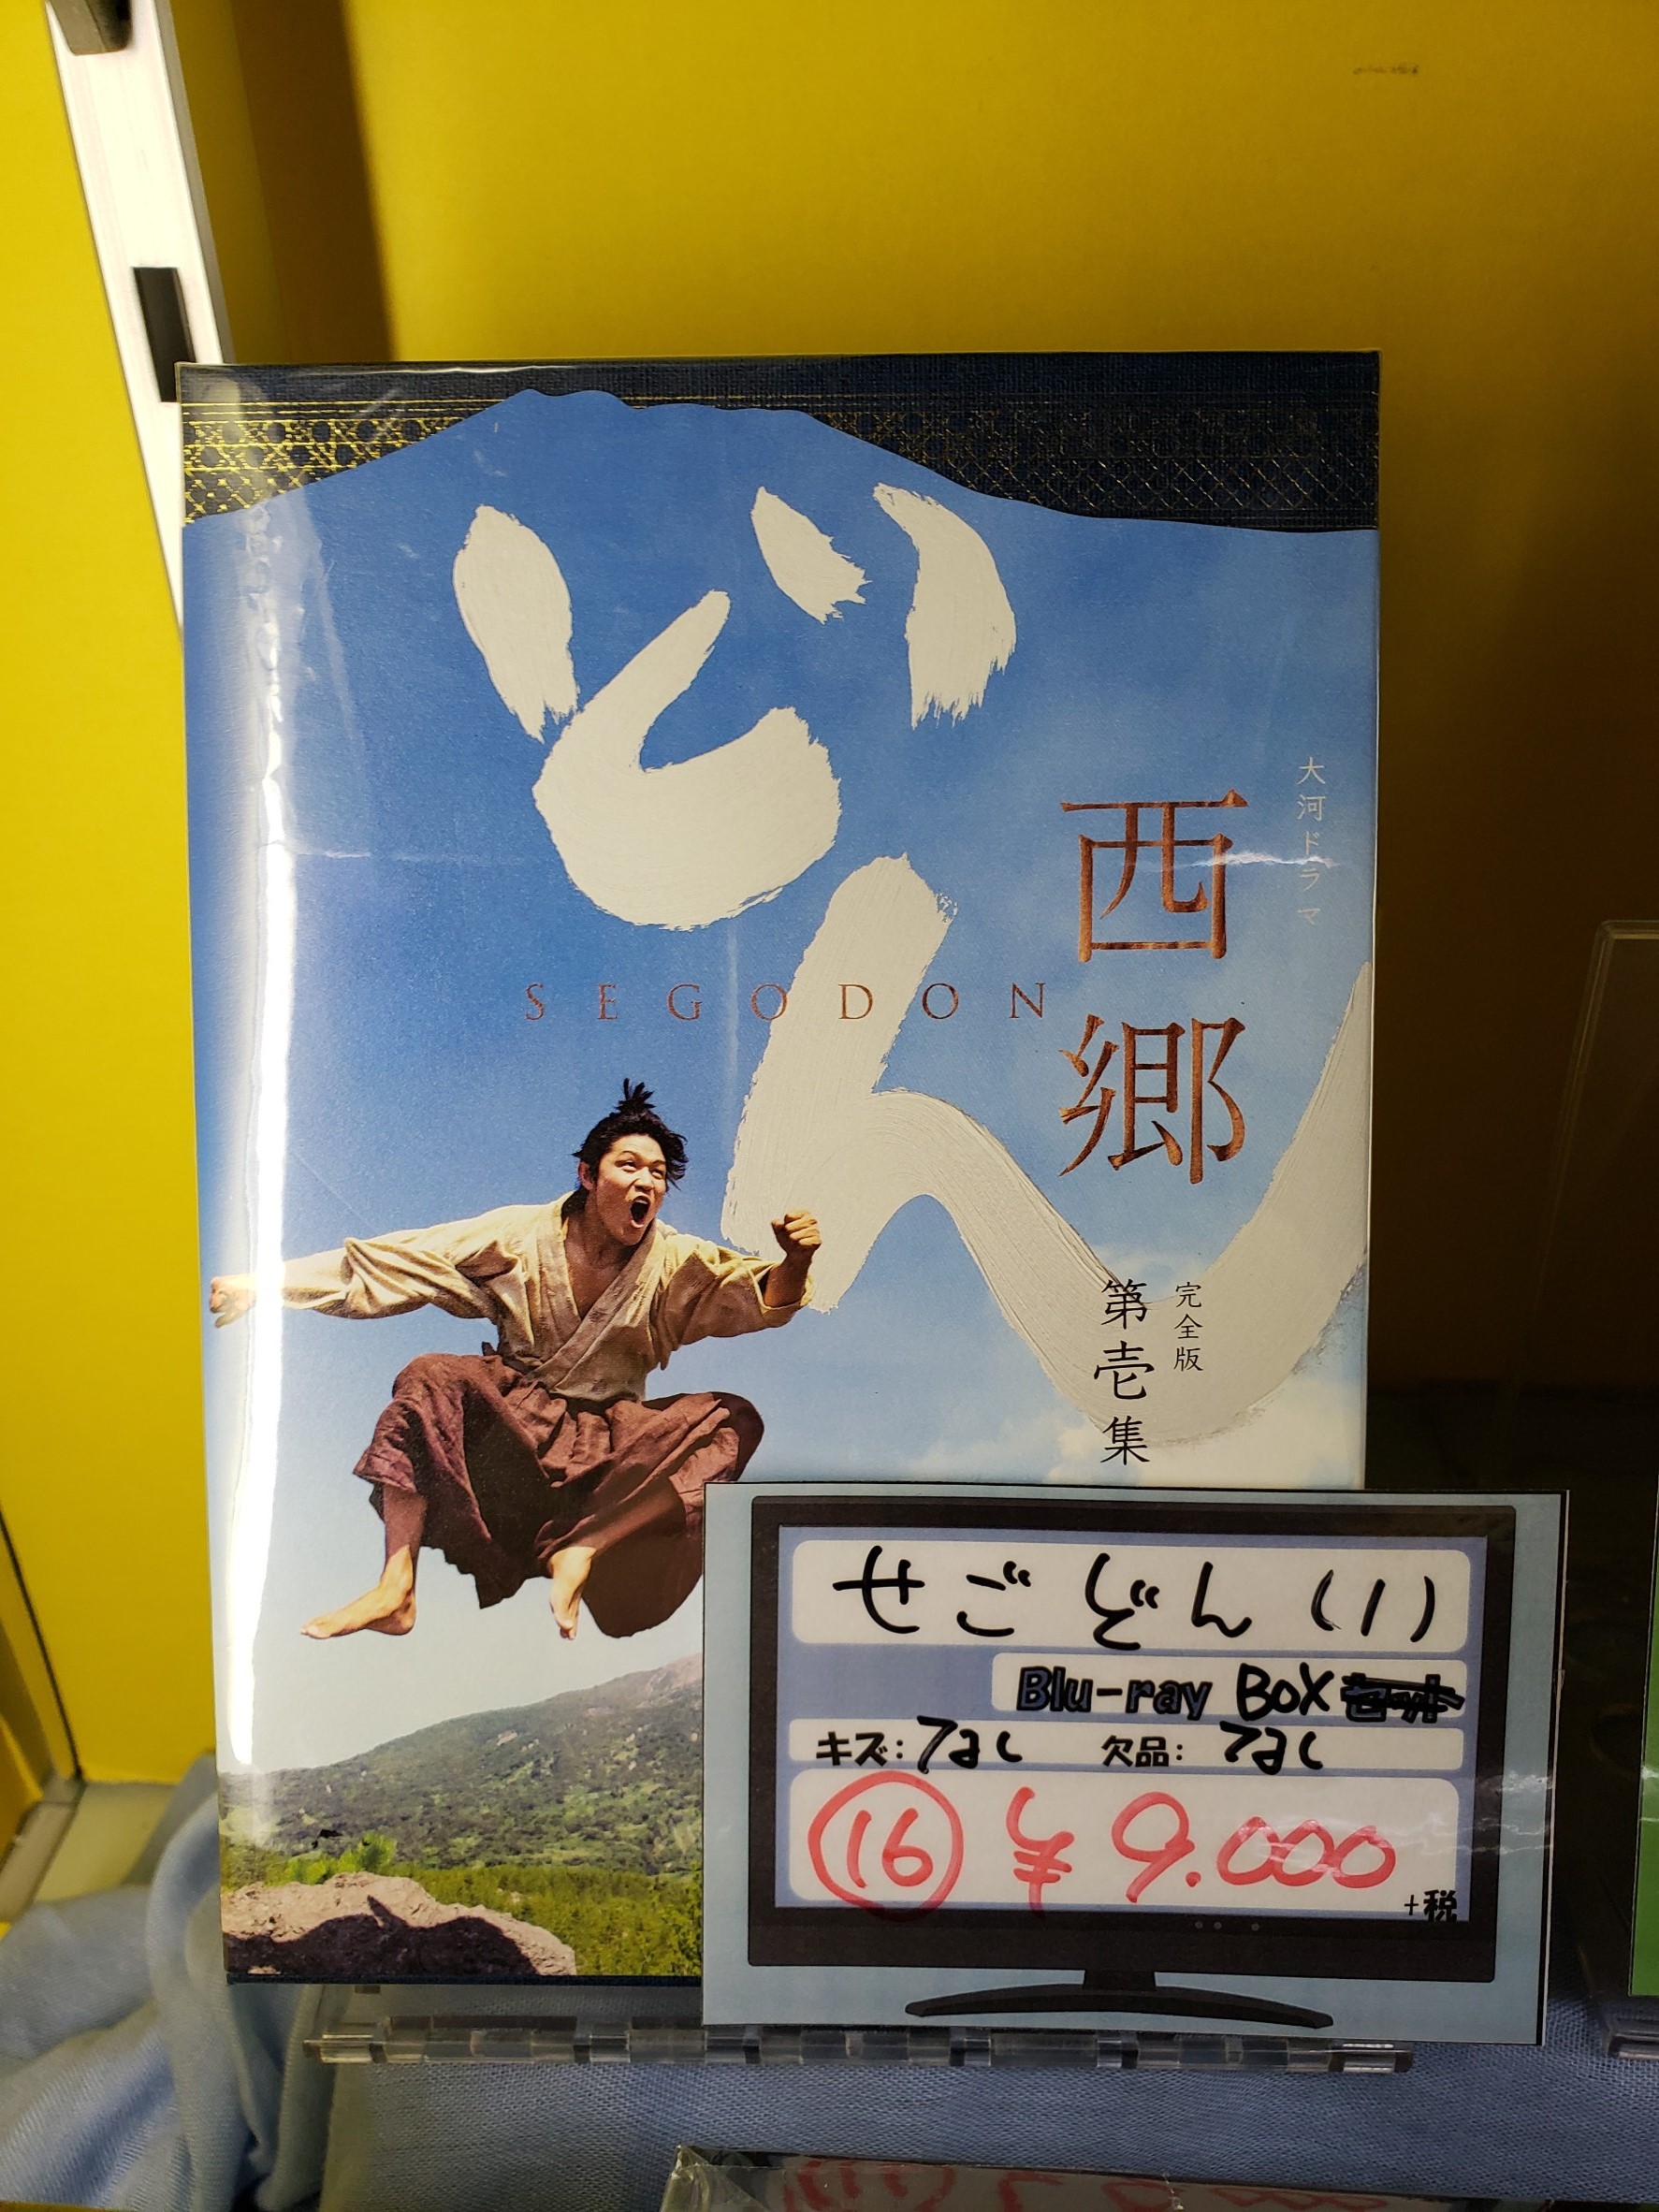 大河ドラマ
西郷どん
SEGODON
完全版
第壱集
せごどん (1)
Blu-ray BOX
キズ: なし 欠品: なし
16 ¥9.000
+税